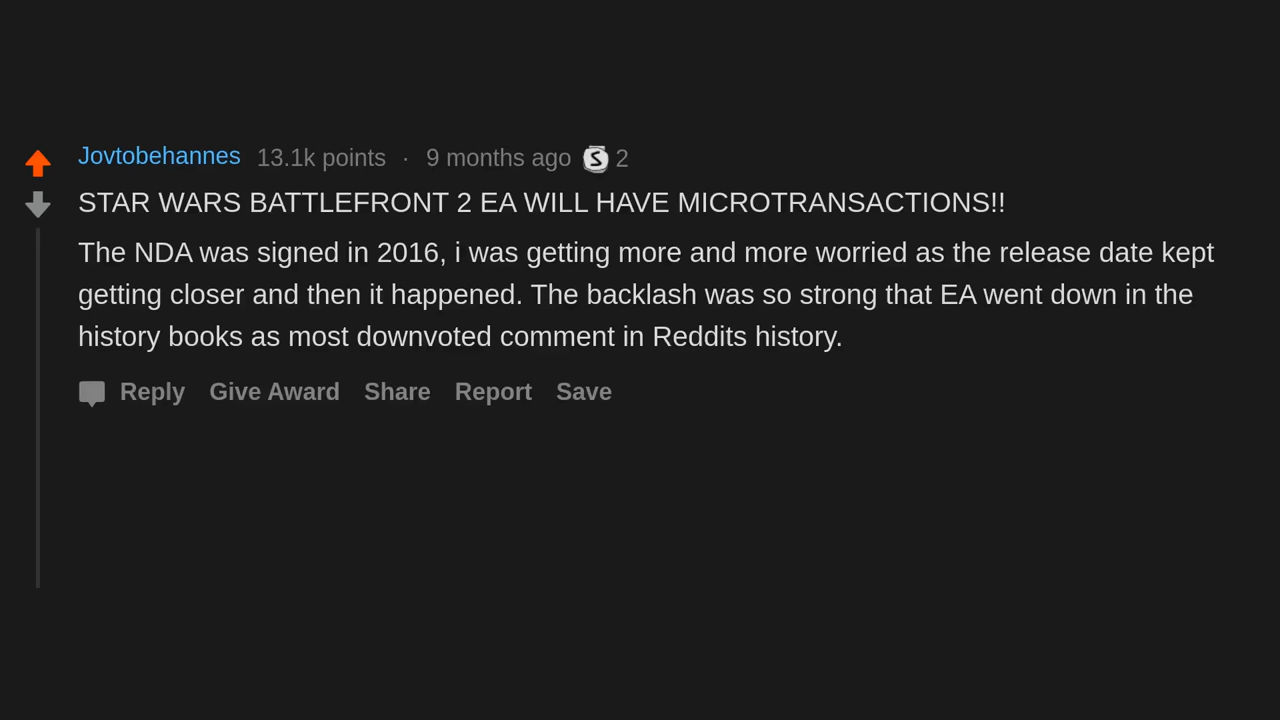 Jovtobehannes 13.1k points · 9 months ago S 2
STAR WARS BATTLEFRONT 2 EA WILL HAVE MICROTRANSACTIONS!!
The NDA was signed in 2016, i was getting more and more worried as the release date kept
getting closer and then it happened. The backlash was so strong that EA went down in the
history books as most downvoted comment in Reddits history.
Reply Give Award Share Report Save